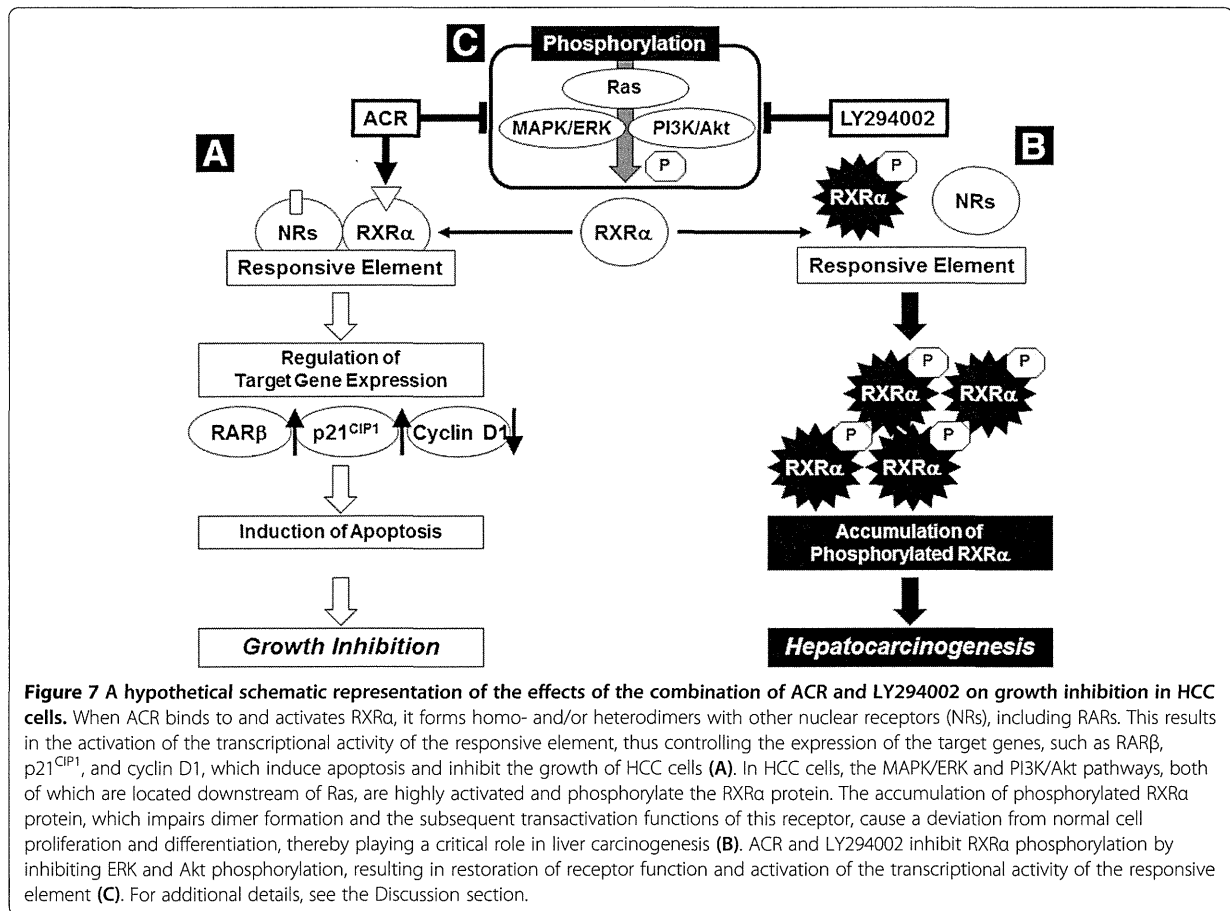 C
Phosphorylation
Ras
ACR
MAPK/ERK
PI3K/Akt
LY294002
P
A
B
P
RXRα
NRs
NRs
RXRα
RXRα
Responsive Element
Responsive Element
Regulation of
Target Gene Expression
P
RXRα
P
RXRα
RARβ
p21CIP1
Cyclin D1
P
RXRα
P
RXRα
Induction of Apoptosis
Accumulation of
Phosphorylated RXRα
Growth Inhibition
Hepatocarcinogenesis
Figure 7 A hypothetical schematic representation of the effects of the combination of ACR and LY294002 on growth inhibition in HCC
cells. When ACR binds to and activates RXRα, it forms homo- and/or heterodimers with other nuclear receptors (NRs), including RARs. This results
in the activation of the transcriptional activity of the responsive element, thus controlling the expression of the target genes, such as RARβ,
p21CIP1, and cyclin D1, which induce apoptosis and inhibit the growth of HCC cells (A). In HCC cells, the MAPK/ERK and PI3K/Akt pathways, both
of which are located downstream of Ras, are highly activated and phosphorylate the RXRα protein. The accumulation of phosphorylated RXRα
protein, which impairs dimer formation and the subsequent transactivation functions of this receptor, cause a deviation from normal cell
proliferation and differentiation, thereby playing a critical role in liver carcinogenesis (B). ACR and LY294002 inhibit RXRα phosphorylation by
inhibiting ERK and Akt phosphorylation, resulting in restoration of receptor function and activation of the transcriptional activity of the responsive
element (C). For additional details, see the Discussion section.